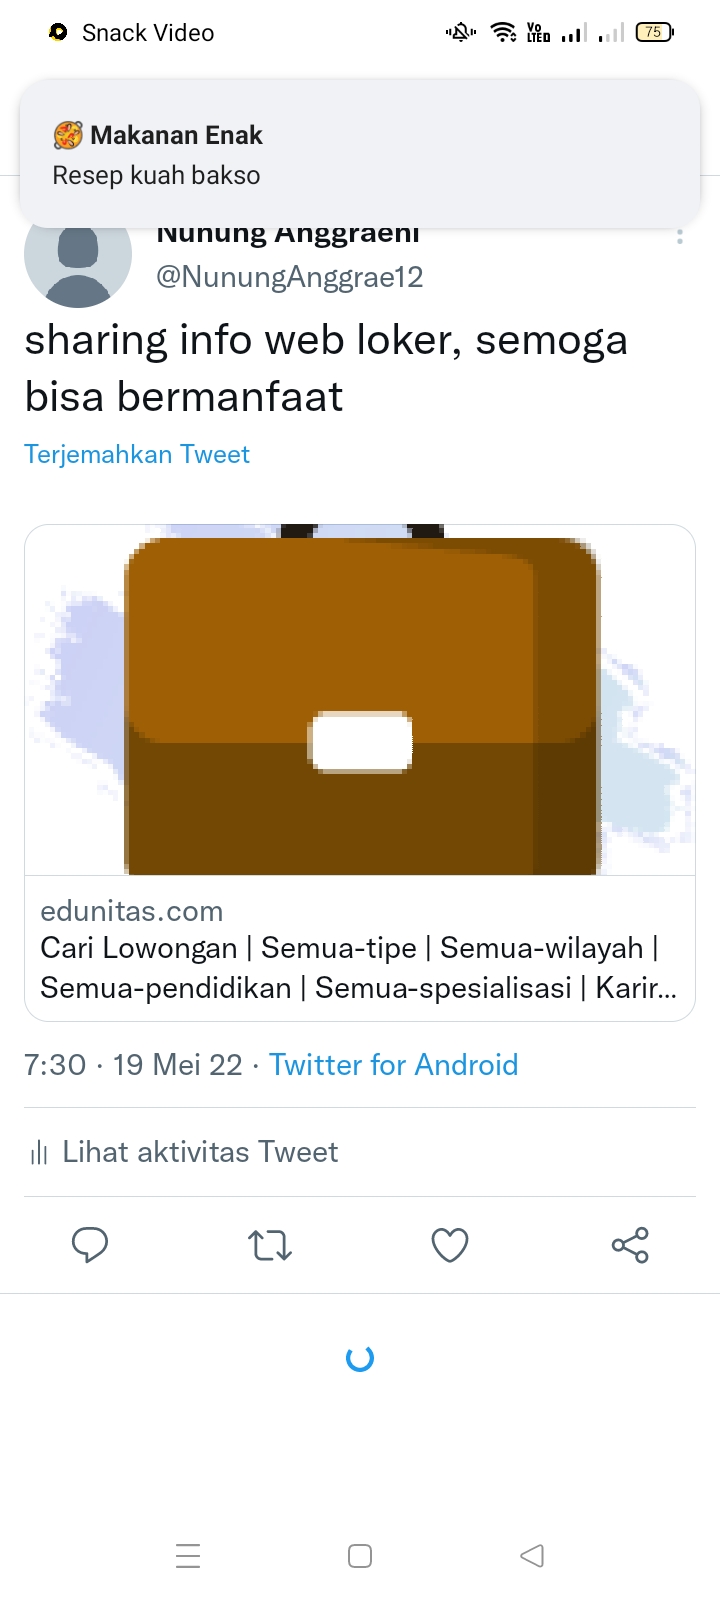 Snack Video
Vo
LTED
75
Makanan Enak
Resep kuah bakso
Nunung Anggraeni
@NunungAnggrae12
sharing info web loker, semoga
bisa bermanfaat
Terjemahkan Tweet
edunitas.com
Cari Lowongan | Semua-tipe | Semua-wilayah |
Semua-pendidikan | Semua-spesialisasi | Karir...
7:30 · 19 Mei 22 · Twitter for Android
Lihat aktivitas Tweet